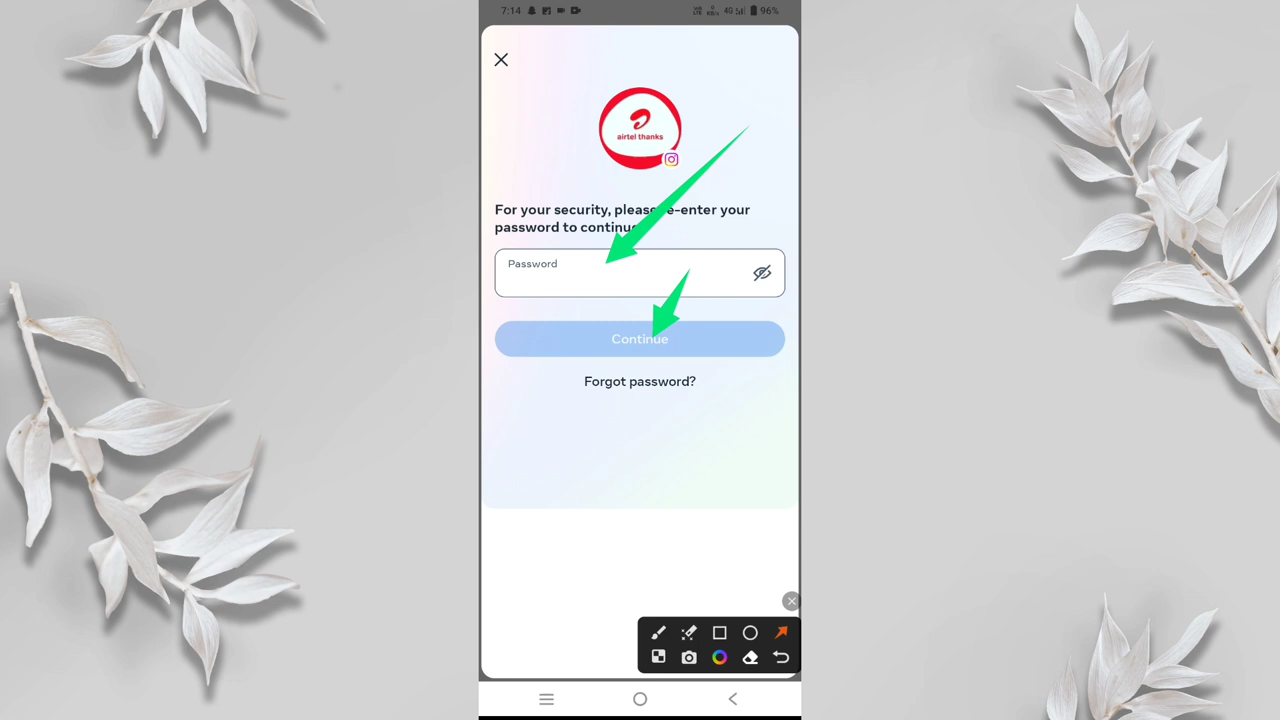 7:14
4G
96%
airtel thanks
For your security, please re-enter your
password to continue
Password
Continue
Forgot password?